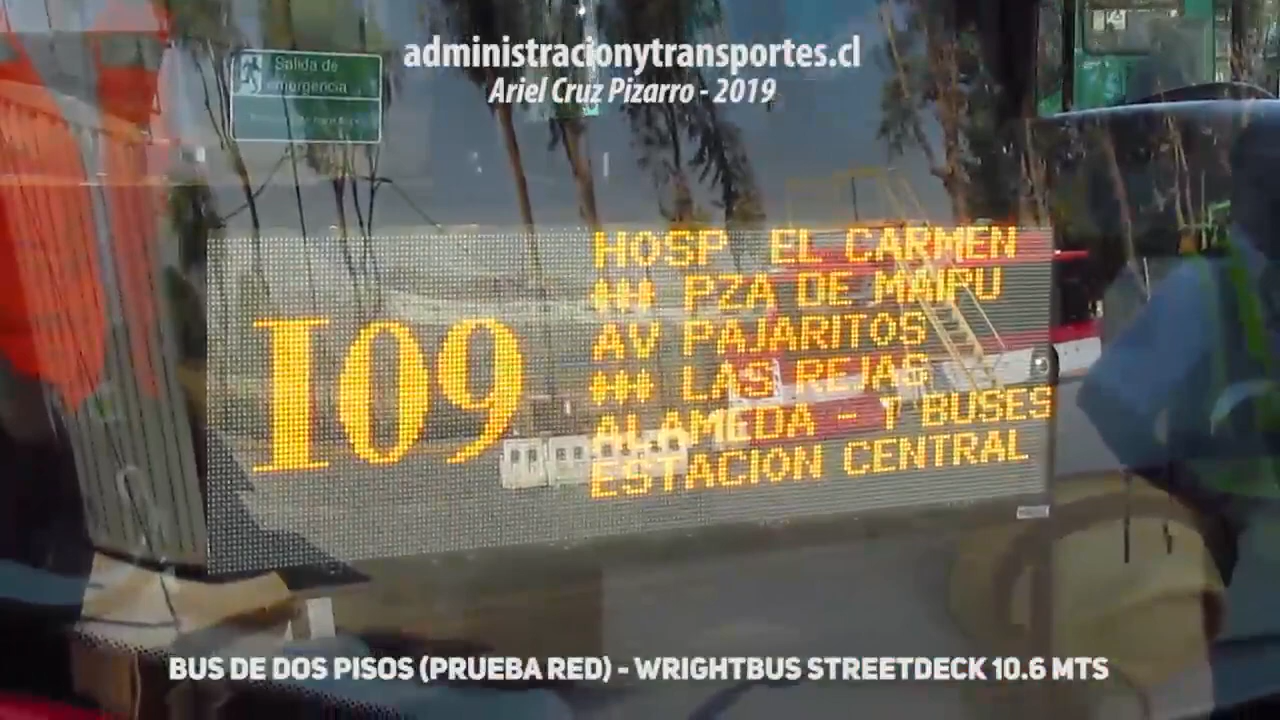 administracionytransportes.cl
Ariel Cruz Pizarro - 2019
Salida de
emergencia
I09
HOSP EL CARMEN
*** PZA DE MAIPU
AV PAJARITOS
*** LAS REJAS
ALAMEDA - T BUSES
ESTACION CENTRAL
BUS DE DOS PISOS (PRUEBA RED) - WRIGHTBUS STREETDECK 10.6 MTS